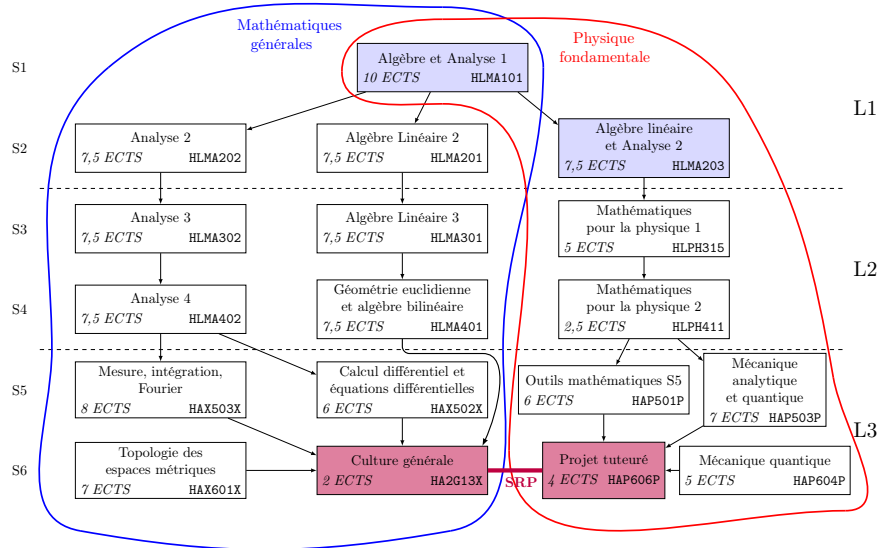 Mathématiques
générales
Physique
fondamentale
S1
Algèbre et Analyse 1
10 ECTS HLMA101
L1
S2
Analyse 2
7,5 ECTS HLMA202
Algèbre Linéaire 2
7,5 ECTS HLMA201
Algèbre linéaire
et Analyse 2
7,5 ECTS HLMA203
S3
Analyse 3
7,5 ECTS HLMA302
Algèbre Linéaire 3
7,5 ECTS HLMA301
Mathématiques
pour la physique 1
5 ECTS HLPH315
L2
S4
Analyse 4
7,5 ECTS HLMA402
Géométrie euclidienne
et algèbre bilinéaire
7,5 ECTS HLMA401
Mathématiques
pour la physique 2
2,5 ECTS HLPH411
S5
Mesure, intégration,
Fourier
8 ECTS HAX503X
Calcul différentiel et
équations différentielles
6 ECTS HAX502X
Outils mathématiques S5
6 ECTS HAP501P
Mécanique
analytique
et quantique
7 ECTS HAP503P
L3
S6
Topologie des
espaces métriques
7 ECTS HAX601X
Culture générale
2 ECTS HA2G13X
SRP
Projet tuteuré
4 ECTS HAP606P
Mécanique quantique
5 ECTS HAP604P